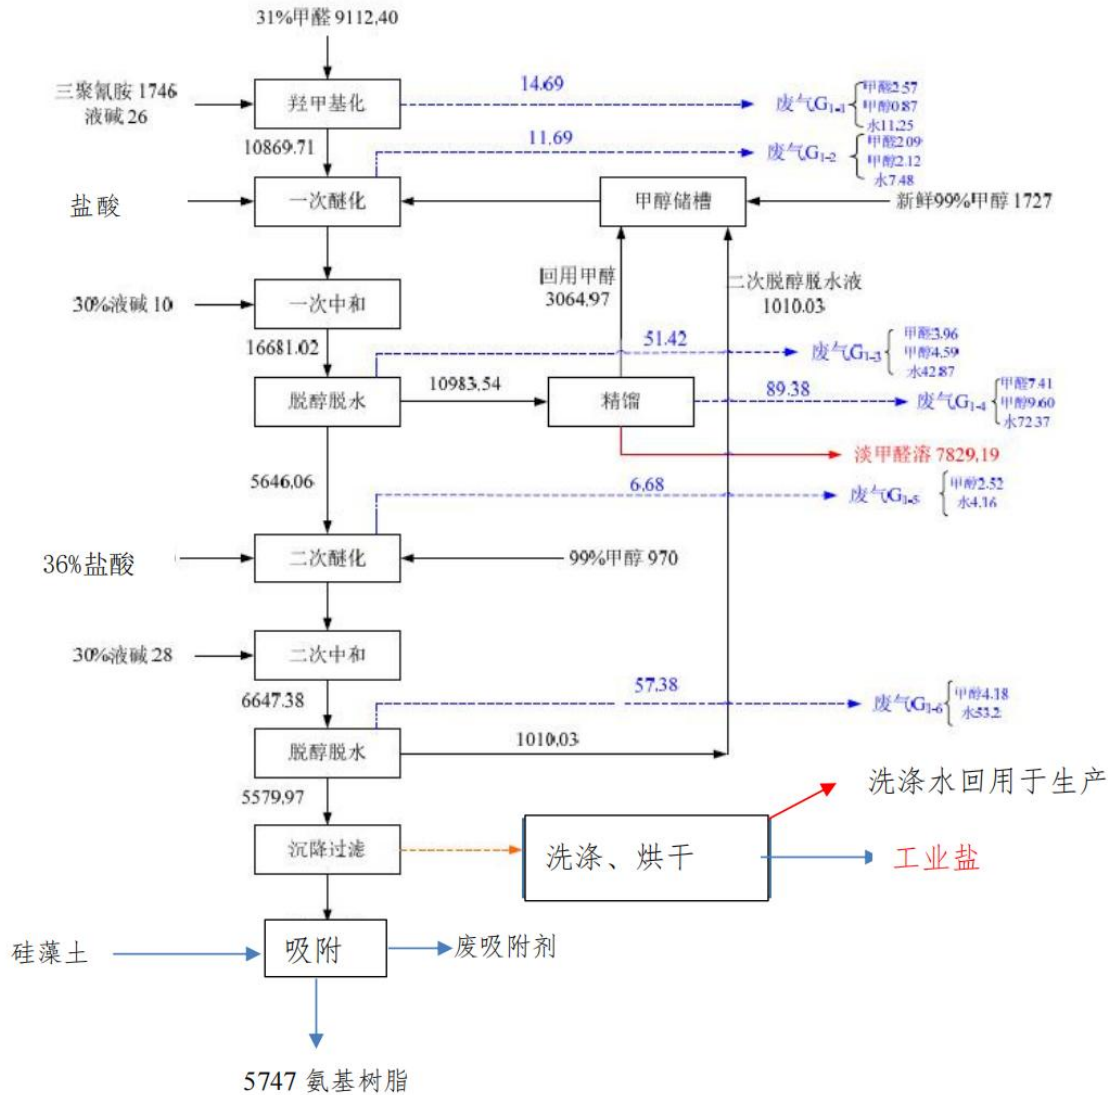 31%甲醛 9112.40
三聚氰胺 1746
液碱 26
羟甲基化
14.69
废气G1-1
甲醛2.57
甲醇0.87
水11.25
10869.71
11.69
废气G1-2
甲醛2.09
甲醇2.12
水7.48
盐酸
一次醚化
甲醇储槽
新鲜99%甲醇 1727
回用甲醇
3064.97
二次脱醇脱水液
1010.03
30%液碱 10
一次中和
16681.02
51.42
废气G1-3
甲醛3.96
甲醇4.59
水42.87
脱醇脱水
10983.54
精馏
89.38
废气G1-4
甲醛7.41
甲醇9.60
水72.37
淡甲醛溶 7829.19
5646.06
6.68
废气G1-5
甲醇2.52
水4.16
36%盐酸
二次醚化
99%甲醇 970
30%液碱 28
二次中和
6647.38
57.38
废气G1-6
甲醇4.18
水53.2
脱醇脱水
1010.03
5579.97
洗涤水回用于生产
沉降过滤
洗涤、烘干
工业盐
硅藻土
吸附
废吸附剂
5747 氨基树脂